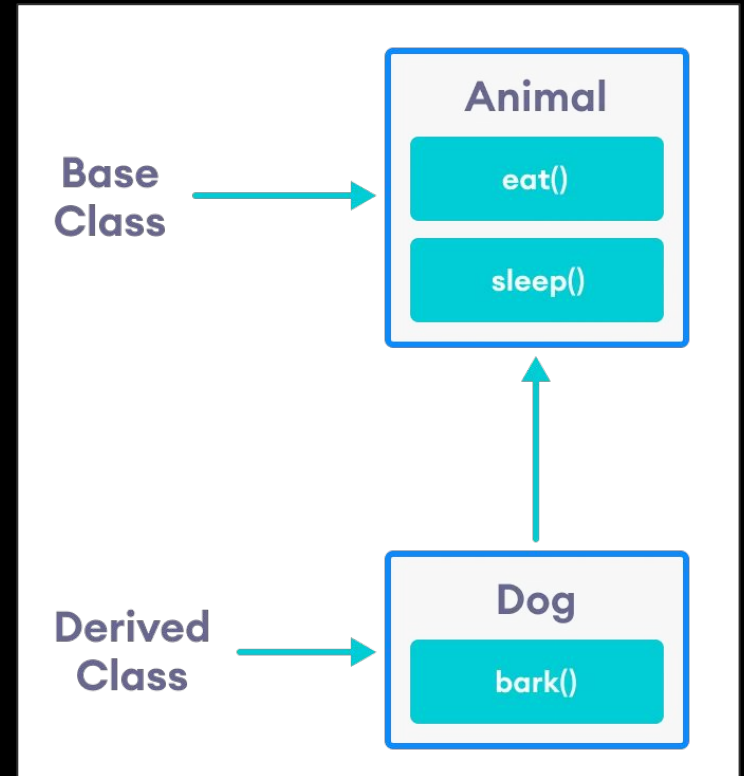 Animal
Base
Class
eat()
sleep()
Dog
Derived
Class
bark()